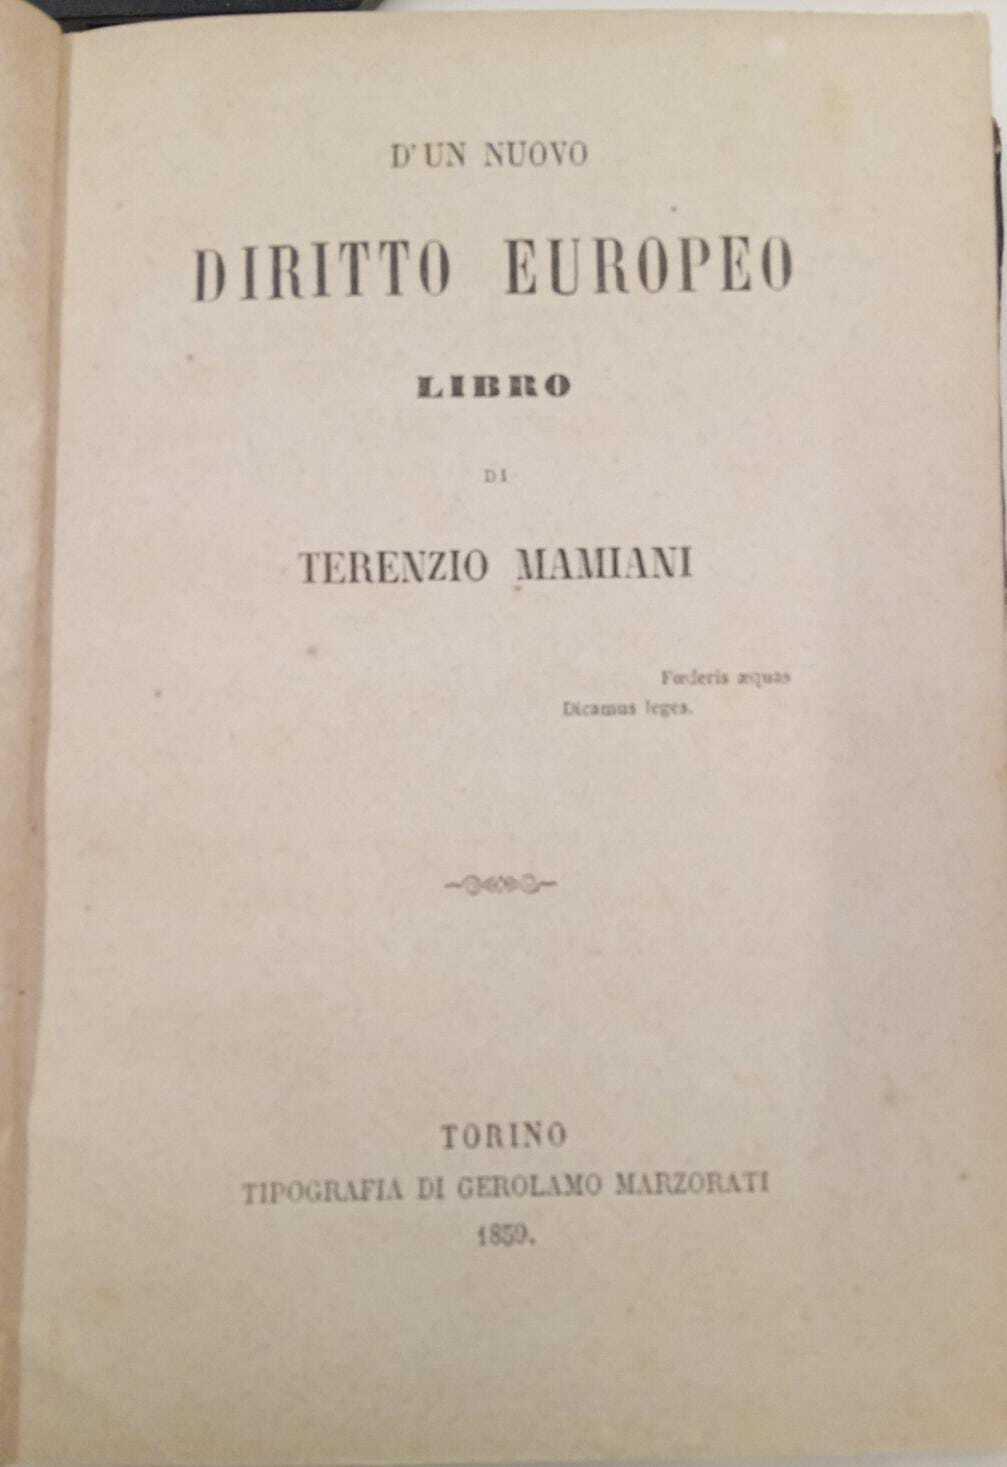 D'UN NUOVO
DIRITTO EUROPEO
LIBRO
DI
TERENZIO MAMIANI
Fœderis æquas
Dicamus leges.
TORINO
TIPOGRAFIA DI GEROLAMO MARZORATI
1859.